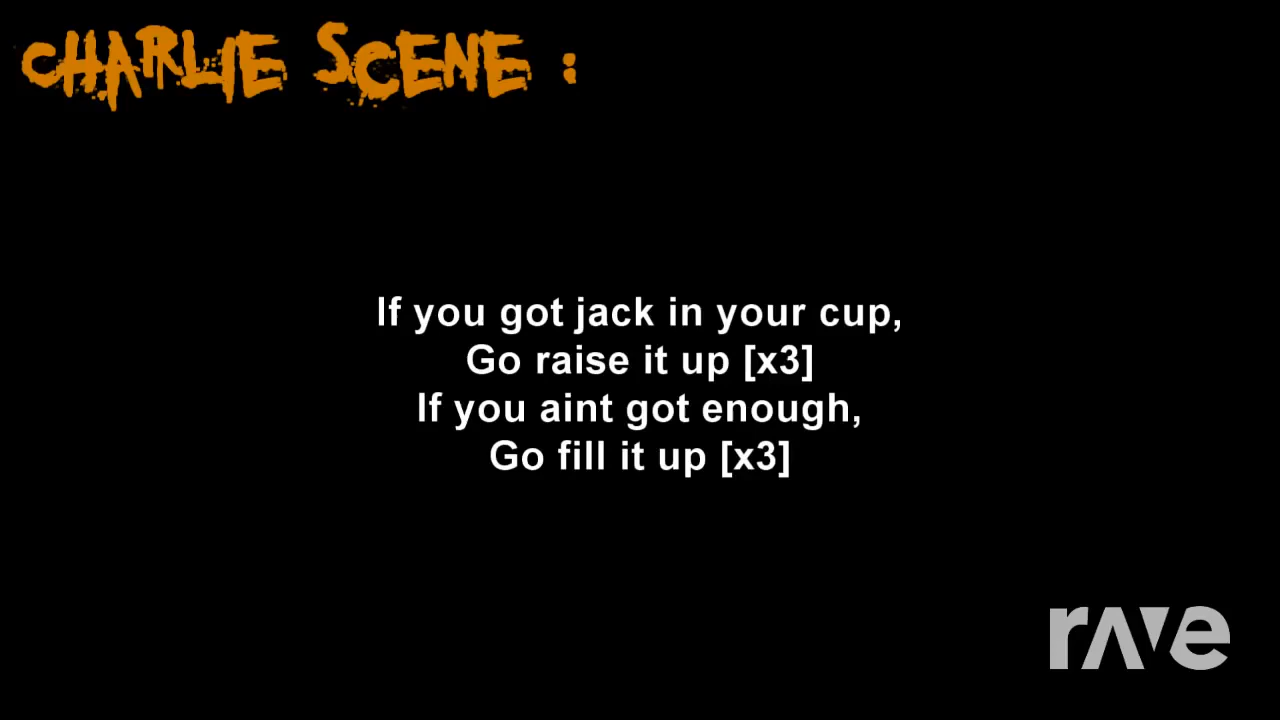 CHARLIE SCENE :
If you got jack in your cup,
Go raise it up [x3]
If you aint got enough,
Go fill it up [x3]
rave